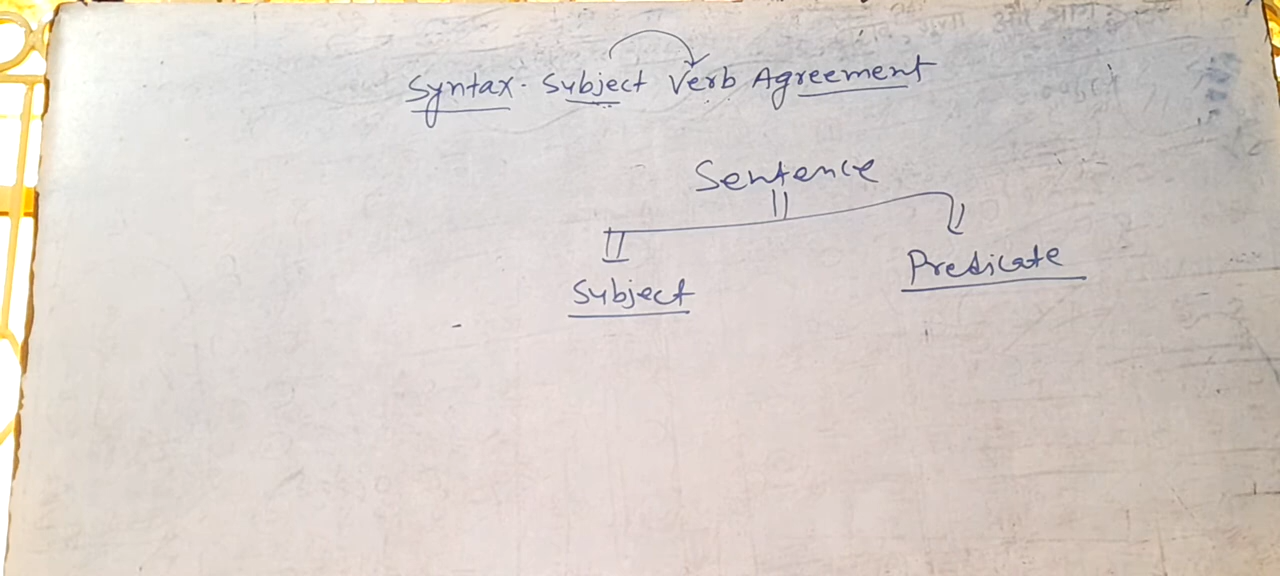 Syntax. Subject Verb Agreement
Sentence
Subject
Predicate